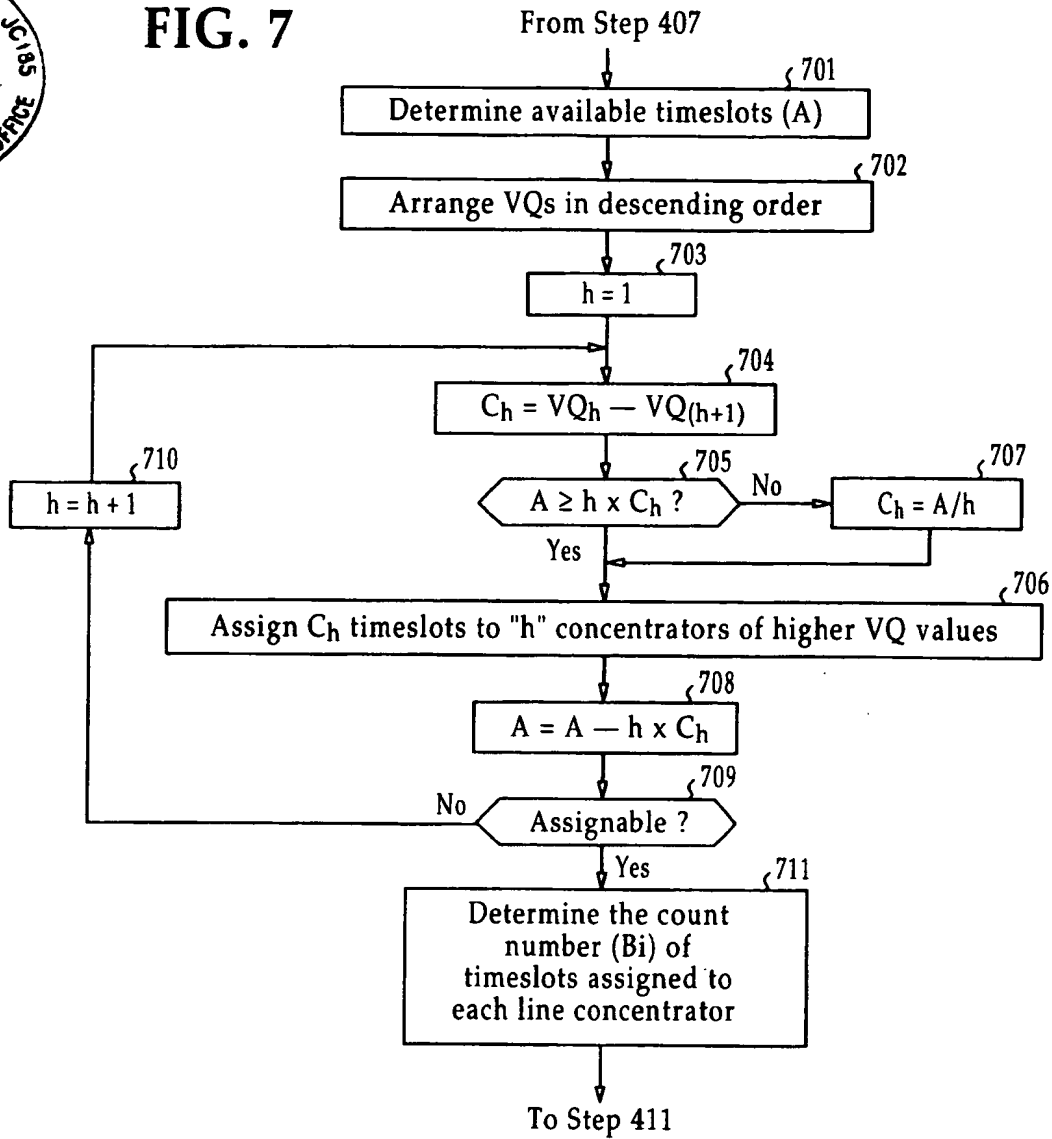 JC185
OFFICE
FIG. 7
From Step 407
701
Determine available timeslots (A)
702
Arrange VQs in descending order
703
h = 1
704
Ch = VQh — VQ(h+1)
710
h = h + 1
705
A ≥ h x Ch ?
No
707
Ch = A/h
Yes
706
Assign Ch timeslots to "h" concentrators of higher VQ values
708
A = A — h x Ch
709
No
Assignable ?
Yes
711
Determine the count
number (Bi) of
timeslots assigned to
each line concentrator
To Step 411